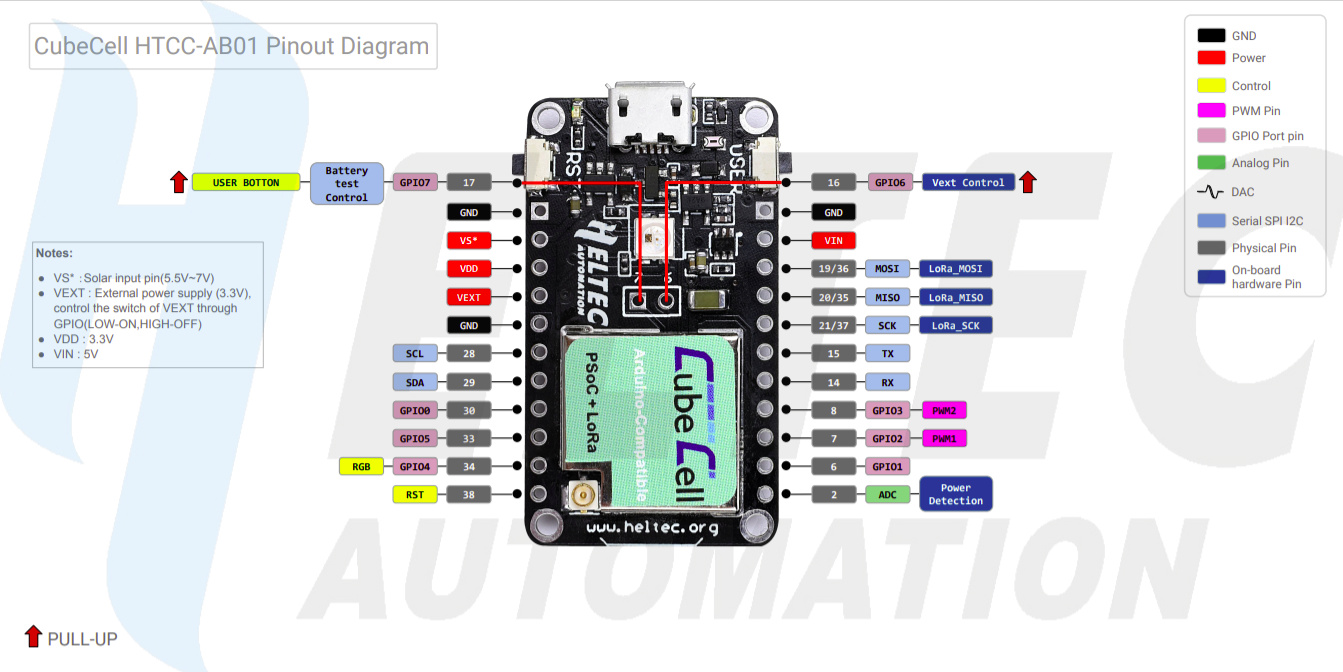 CubeCell HTCC-AB01 Pinout Diagram
GND
Power
Control
PWM Pin
GPIO Port pin
Analog Pin
DAC
Serial SPI I2C
Physical Pin
On-board
hardware Pin
USER BOTTON
Battery
test
Control
GPIO7
17
GND
VS*
VDD
VEXT
GND
SCL
28
SDA
29
GPIO0
30
GPIO5
33
RGB
GPIO4
34
RST
38
RST
USER
HELTEC
AUTOMATION
CubeCell
Arduino-Compatible
PSoC + LoRa
www.heltec.org
16
GPIO6
Vext Control
GND
VIN
19/36
MOSI
LoRa_MOSI
20/35
MISO
LoRa_MISO
21/37
SCK
LoRa_SCK
15
TX
14
RX
8
GPIO3
PWM2
7
GPIO2
PWM1
6
GPIO1
2
ADC
Power
Detection
Notes:
VS* : Solar input pin(5.5V~7V)
VEXT : External power supply (3.3V),
control the switch of VEXT through
GPIO(LOW-ON,HIGH-OFF)
VDD : 3.3V
VIN : 5V
HELTEC
AUTOMATION
PULL-UP